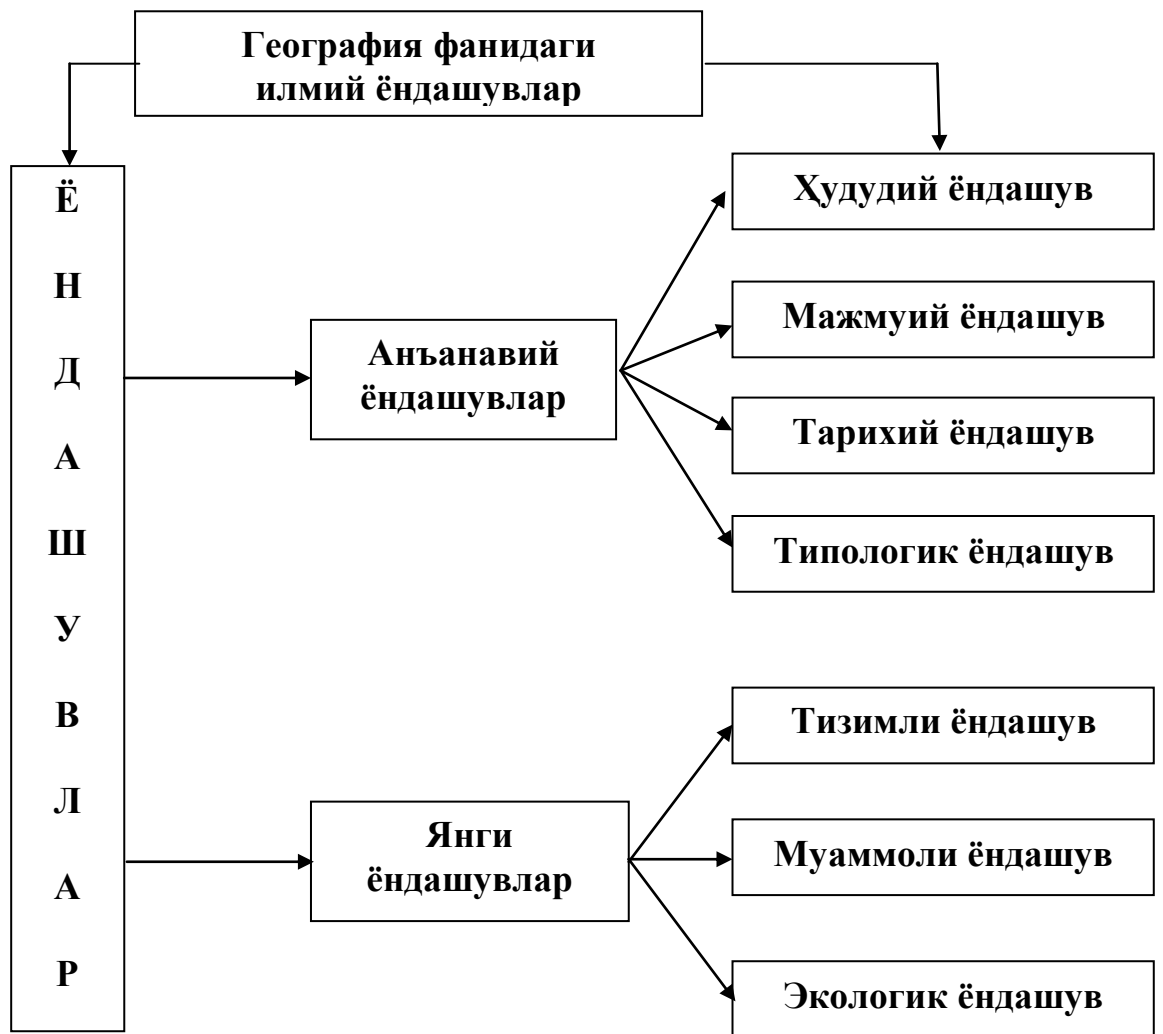 География фанидаги
илмий ёндашувлар
Ё
Н
Д
А
Ш
У
В
Л
А
Р
Анъанавий
ёндашувлар
Ҳудудий ёндашув
Мажмуий ёндашув
Тарихий ёндашув
Типологик ёндашув
Янги
ёндашувлар
Тизимли ёндашув
Муаммоли ёндашув
Экологик ёндашув